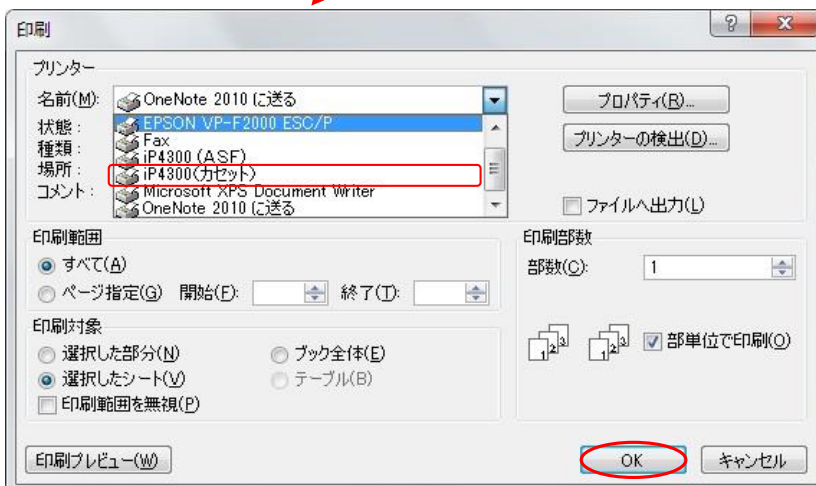 印刷
プリンター
名前(M): OneNote 2010 に送る プロパティ(R)...
状態: EPSON VP-F2000 ESC/P プリンターの検出(D)...
種類: Fax
iP4300 (ASF)
場所: iP4300(カセット)
コメント: Microsoft XPS Document Writer
OneNote 2010 に送る ファイルへ出力(L)
印刷範囲 印刷部数
すべて(A) 部数(C): 1
ページ指定(G) 開始(F): 終了(T):
印刷対象
選択した部分(N) ブック全体(E) 1 2 3 1 2 3 部単位で印刷(O)
選択したシート(V) テーブル(B)
印刷範囲を無視(P)
印刷プレビュー(W) OK キャンセル